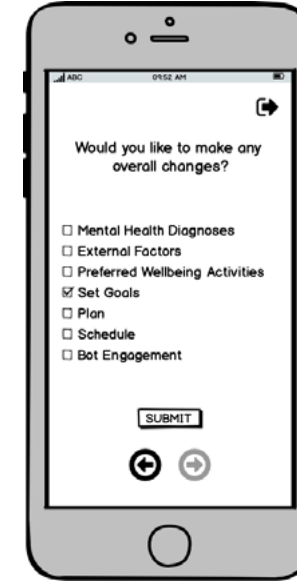 ABC 09:52 AM
Would you like to make any
overall changes?
Mental Health Diagnoses
External Factors
Preferred Wellbeing Activities
Set Goals
Plan
Schedule
Bot Engagement
SUBMIT